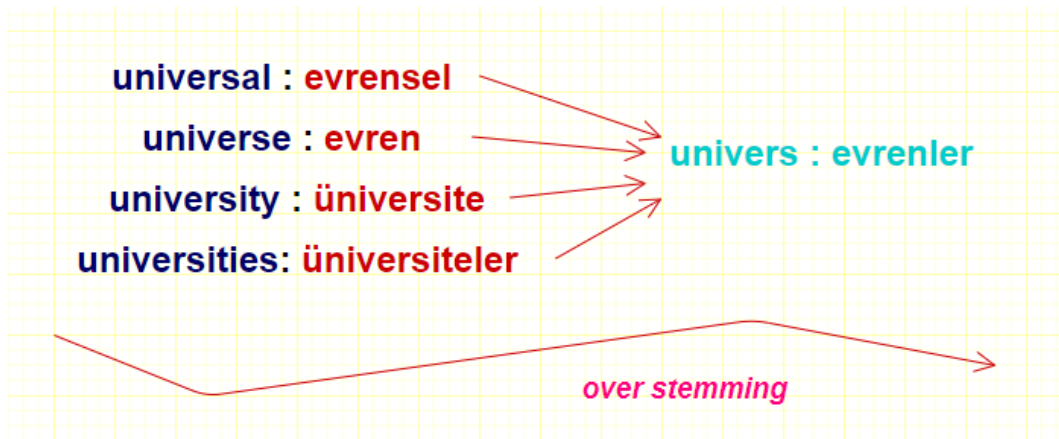 universal : evrensel
universe : evren
univers : evrenler
university : üniversite
universities: üniversiteler
over stemming